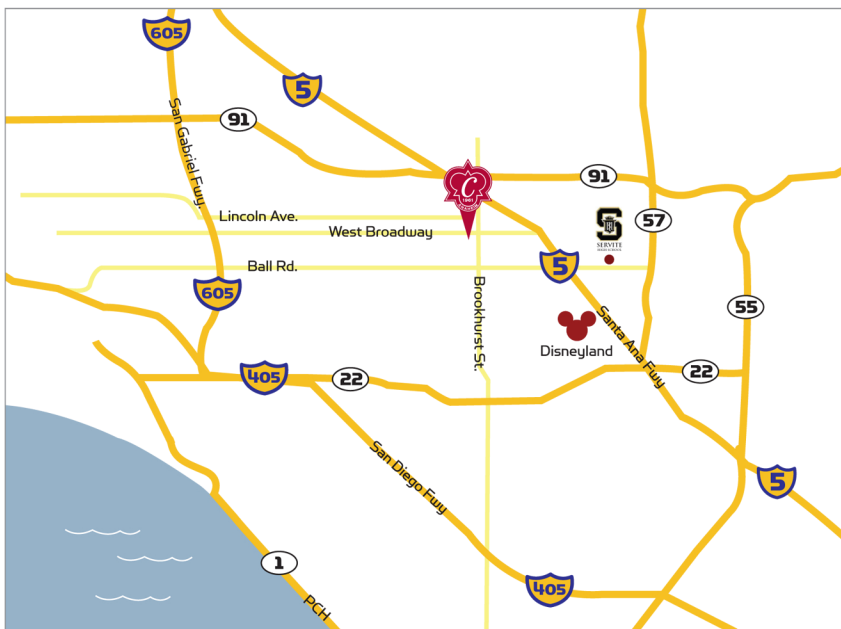 605
5
91
San Gabriel Fwy.
C
1961
91
57
S
SERVITE
Lincoln Ave.
West Broadway
Ball Rd.
5
605
Brookhurst St.
55
Santa Ana Fwy
Disneyland
405
22
22
San Diego Fwy
5
1
405
PCH